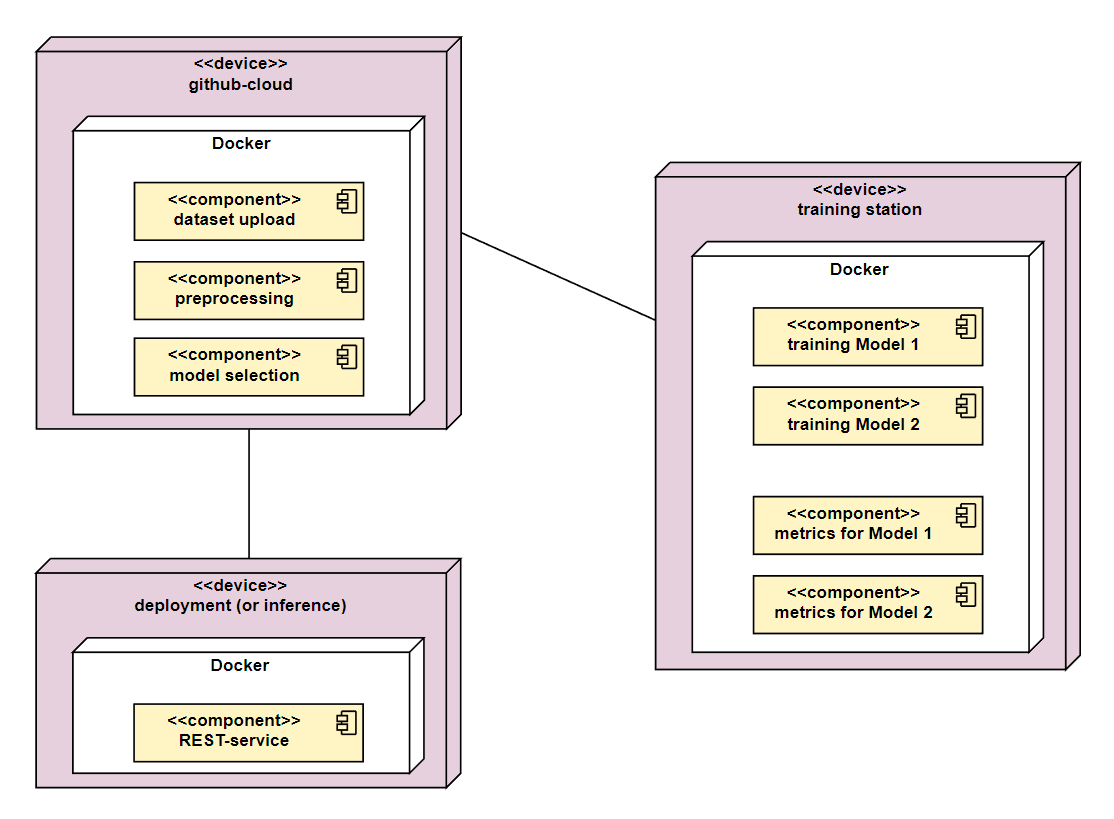 <<device>>
github-cloud
Docker
<<component>>
dataset upload
<<component>>
preprocessing
<<component>>
model selection
<<device>>
training station
Docker
<<component>>
training Model 1
<<component>>
training Model 2
<<component>>
metrics for Model 1
<<component>>
metrics for Model 2
<<device>>
deployment (or inference)
Docker
<<component>>
REST-service